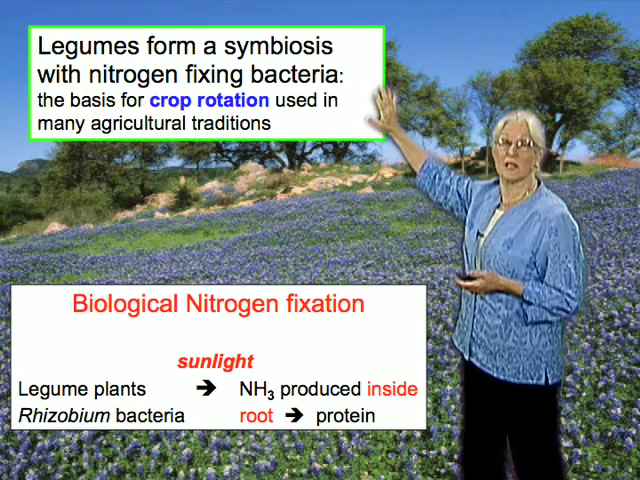 Legumes form a symbiosis
with nitrogen fixing bacteria:
the basis for crop rotation used in
many agricultural traditions
Biological Nitrogen fixation
sunlight
Legume plants ➔ NH₃ produced inside
Rhizobium bacteria root ➔ protein